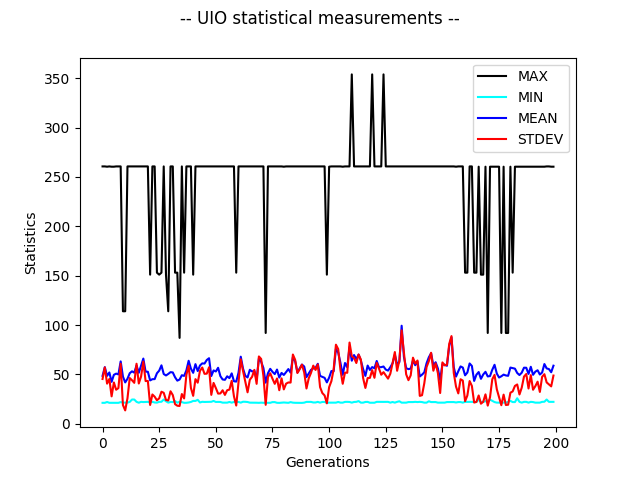 -- UIO statistical measurements --
MAX
MIN
MEAN
STDEV
Statistics
350
300
250
200
150
100
50
0
0 25 50 75 100 125 150 175 200
Generations